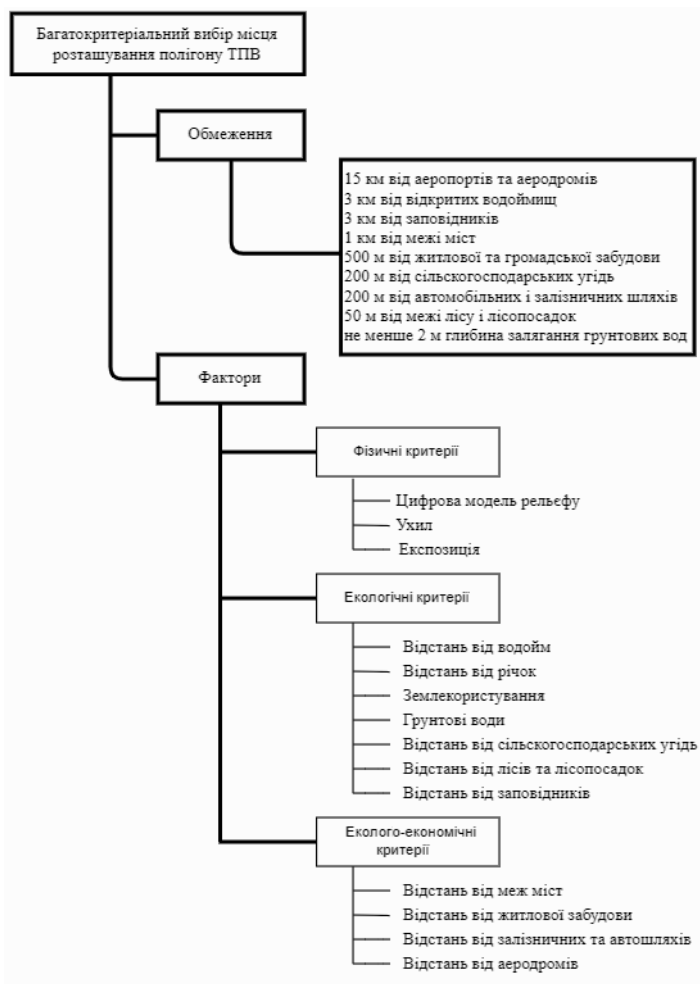 Багатокритеріальний вибір місця
розташування полігону ТПВ
Обмеження
15 км від аеропортів та аеродромів
3 км від відкритих водоймищ
3 км від заповідників
1 км від межі міст
500 м від житлової та громадської забудови
200 м від сільскогосподарських угідь
200 м від автомобільних і залізничних шляхів
50 м від межі лісу і лісопосадок
не менше 2 м глибина залягання грунтових вод
Фактори
Фізичні критерії
Цифрова модель рельєфу
Ухил
Експозиція
Екологічні критерії
Відстань від водойм
Відстань від річок
Землекористування
Грунтові води
Відстань від сільскогосподарських угідь
Відстань від лісів та лісопосадок
Відстань від заповідників
Еколого-економічні
критерії
Відстань від меж міст
Відстань від житлової забудови
Відстань від залізничних та автошляхів
Відстань від аеродромів